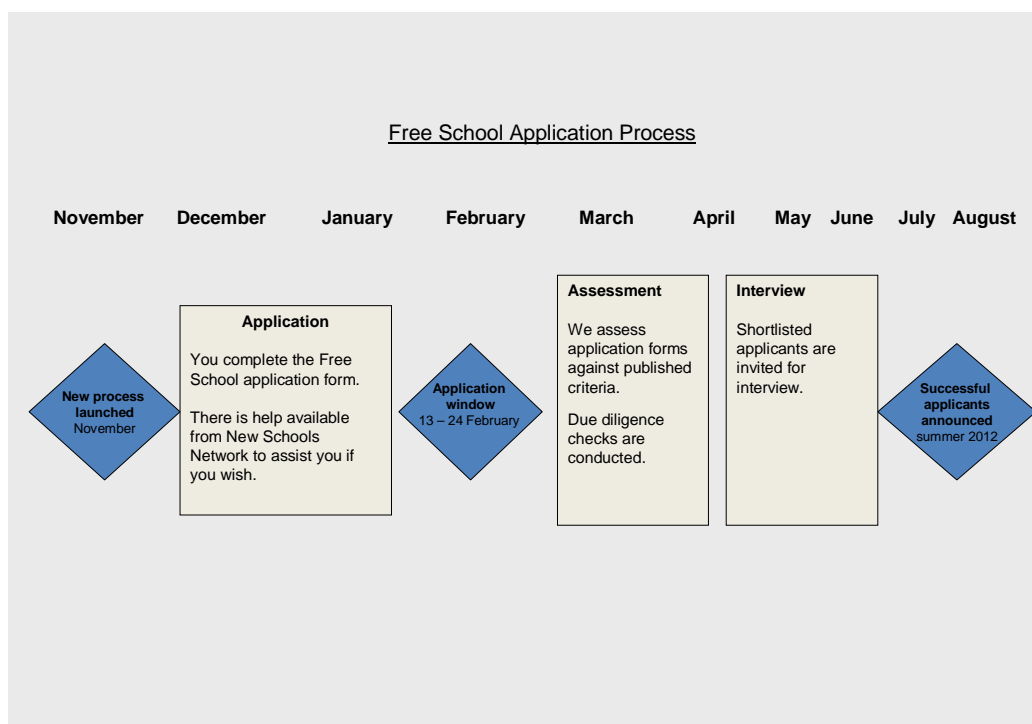 Free School Application Process
November December January February March April May June July August
New process
launched
November
Application
You complete the Free
School application form.
There is help available
from New Schools
Network to assist you if
you wish.
Application
window
13 – 24 February
Assessment
We assess
application forms
against published
criteria.
Due diligence
checks are
conducted.
Interview
Shortlisted
applicants are
invited for
interview.
Successful
applicants
announced
summer 2012